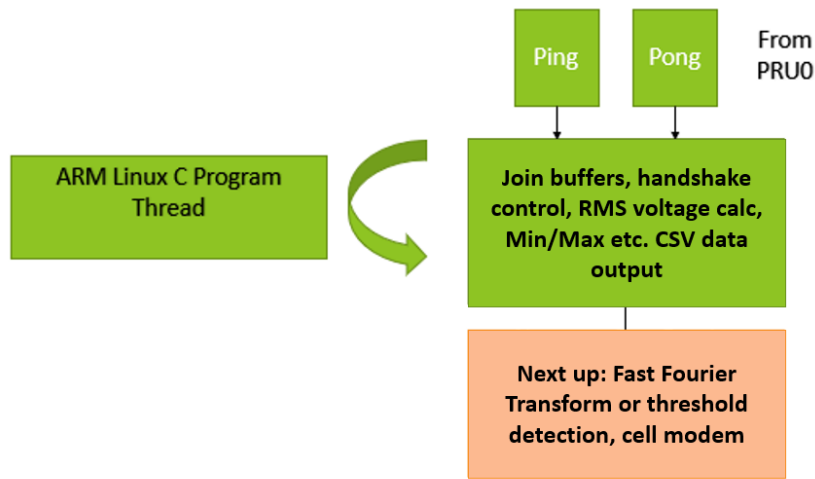 Ping
Pong
From
PRU0
ARM Linux C Program
Thread
Join buffers, handshake
control, RMS voltage calc,
Min/Max etc. CSV data
output
Next up: Fast Fourier
Transform or threshold
detection, cell modem